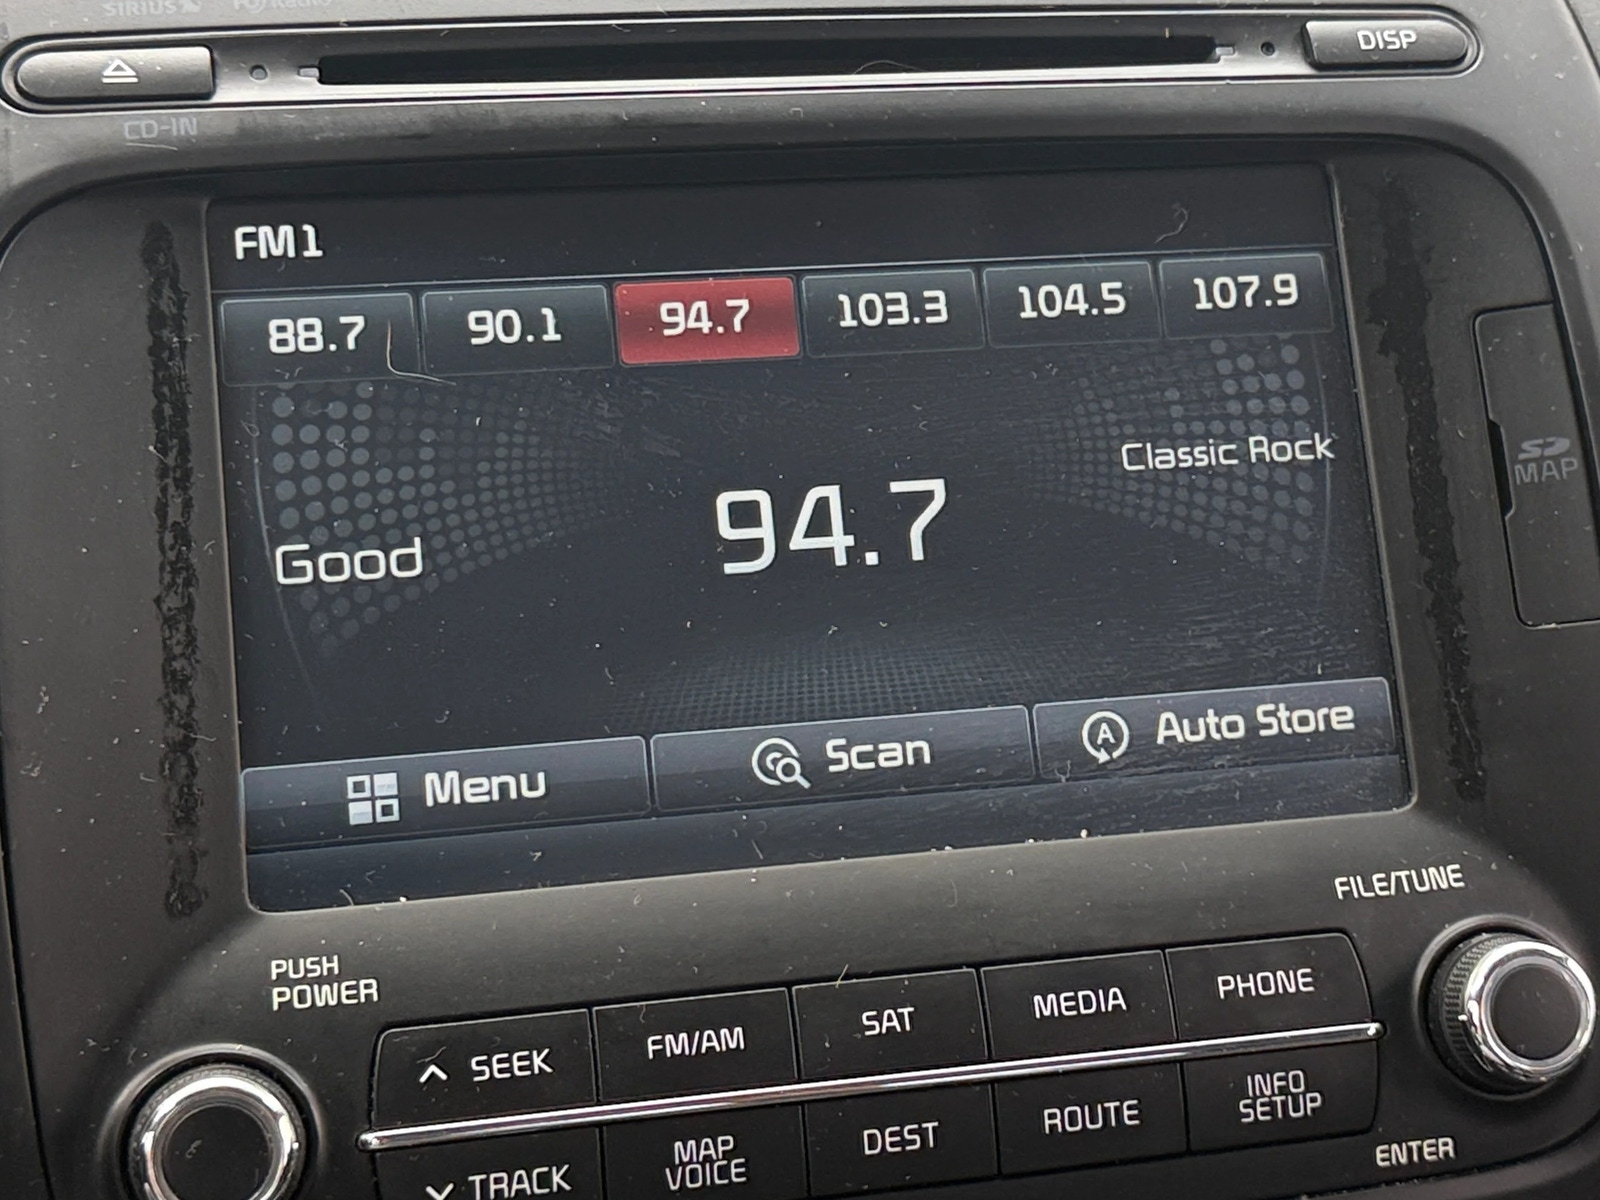 SIRIUS
DISP
CD-IN
FM1
88.7 90.1 94.7 103.3 104.5 107.9
Classic Rock
Good 94.7
Menu Scan A Auto Store
SD
MAP
FILE/TUNE
PUSH
POWER
SEEK FM/AM SAT MEDIA PHONE
TRACK MAP
VOICE DEST ROUTE INFO
SETUP
ENTER